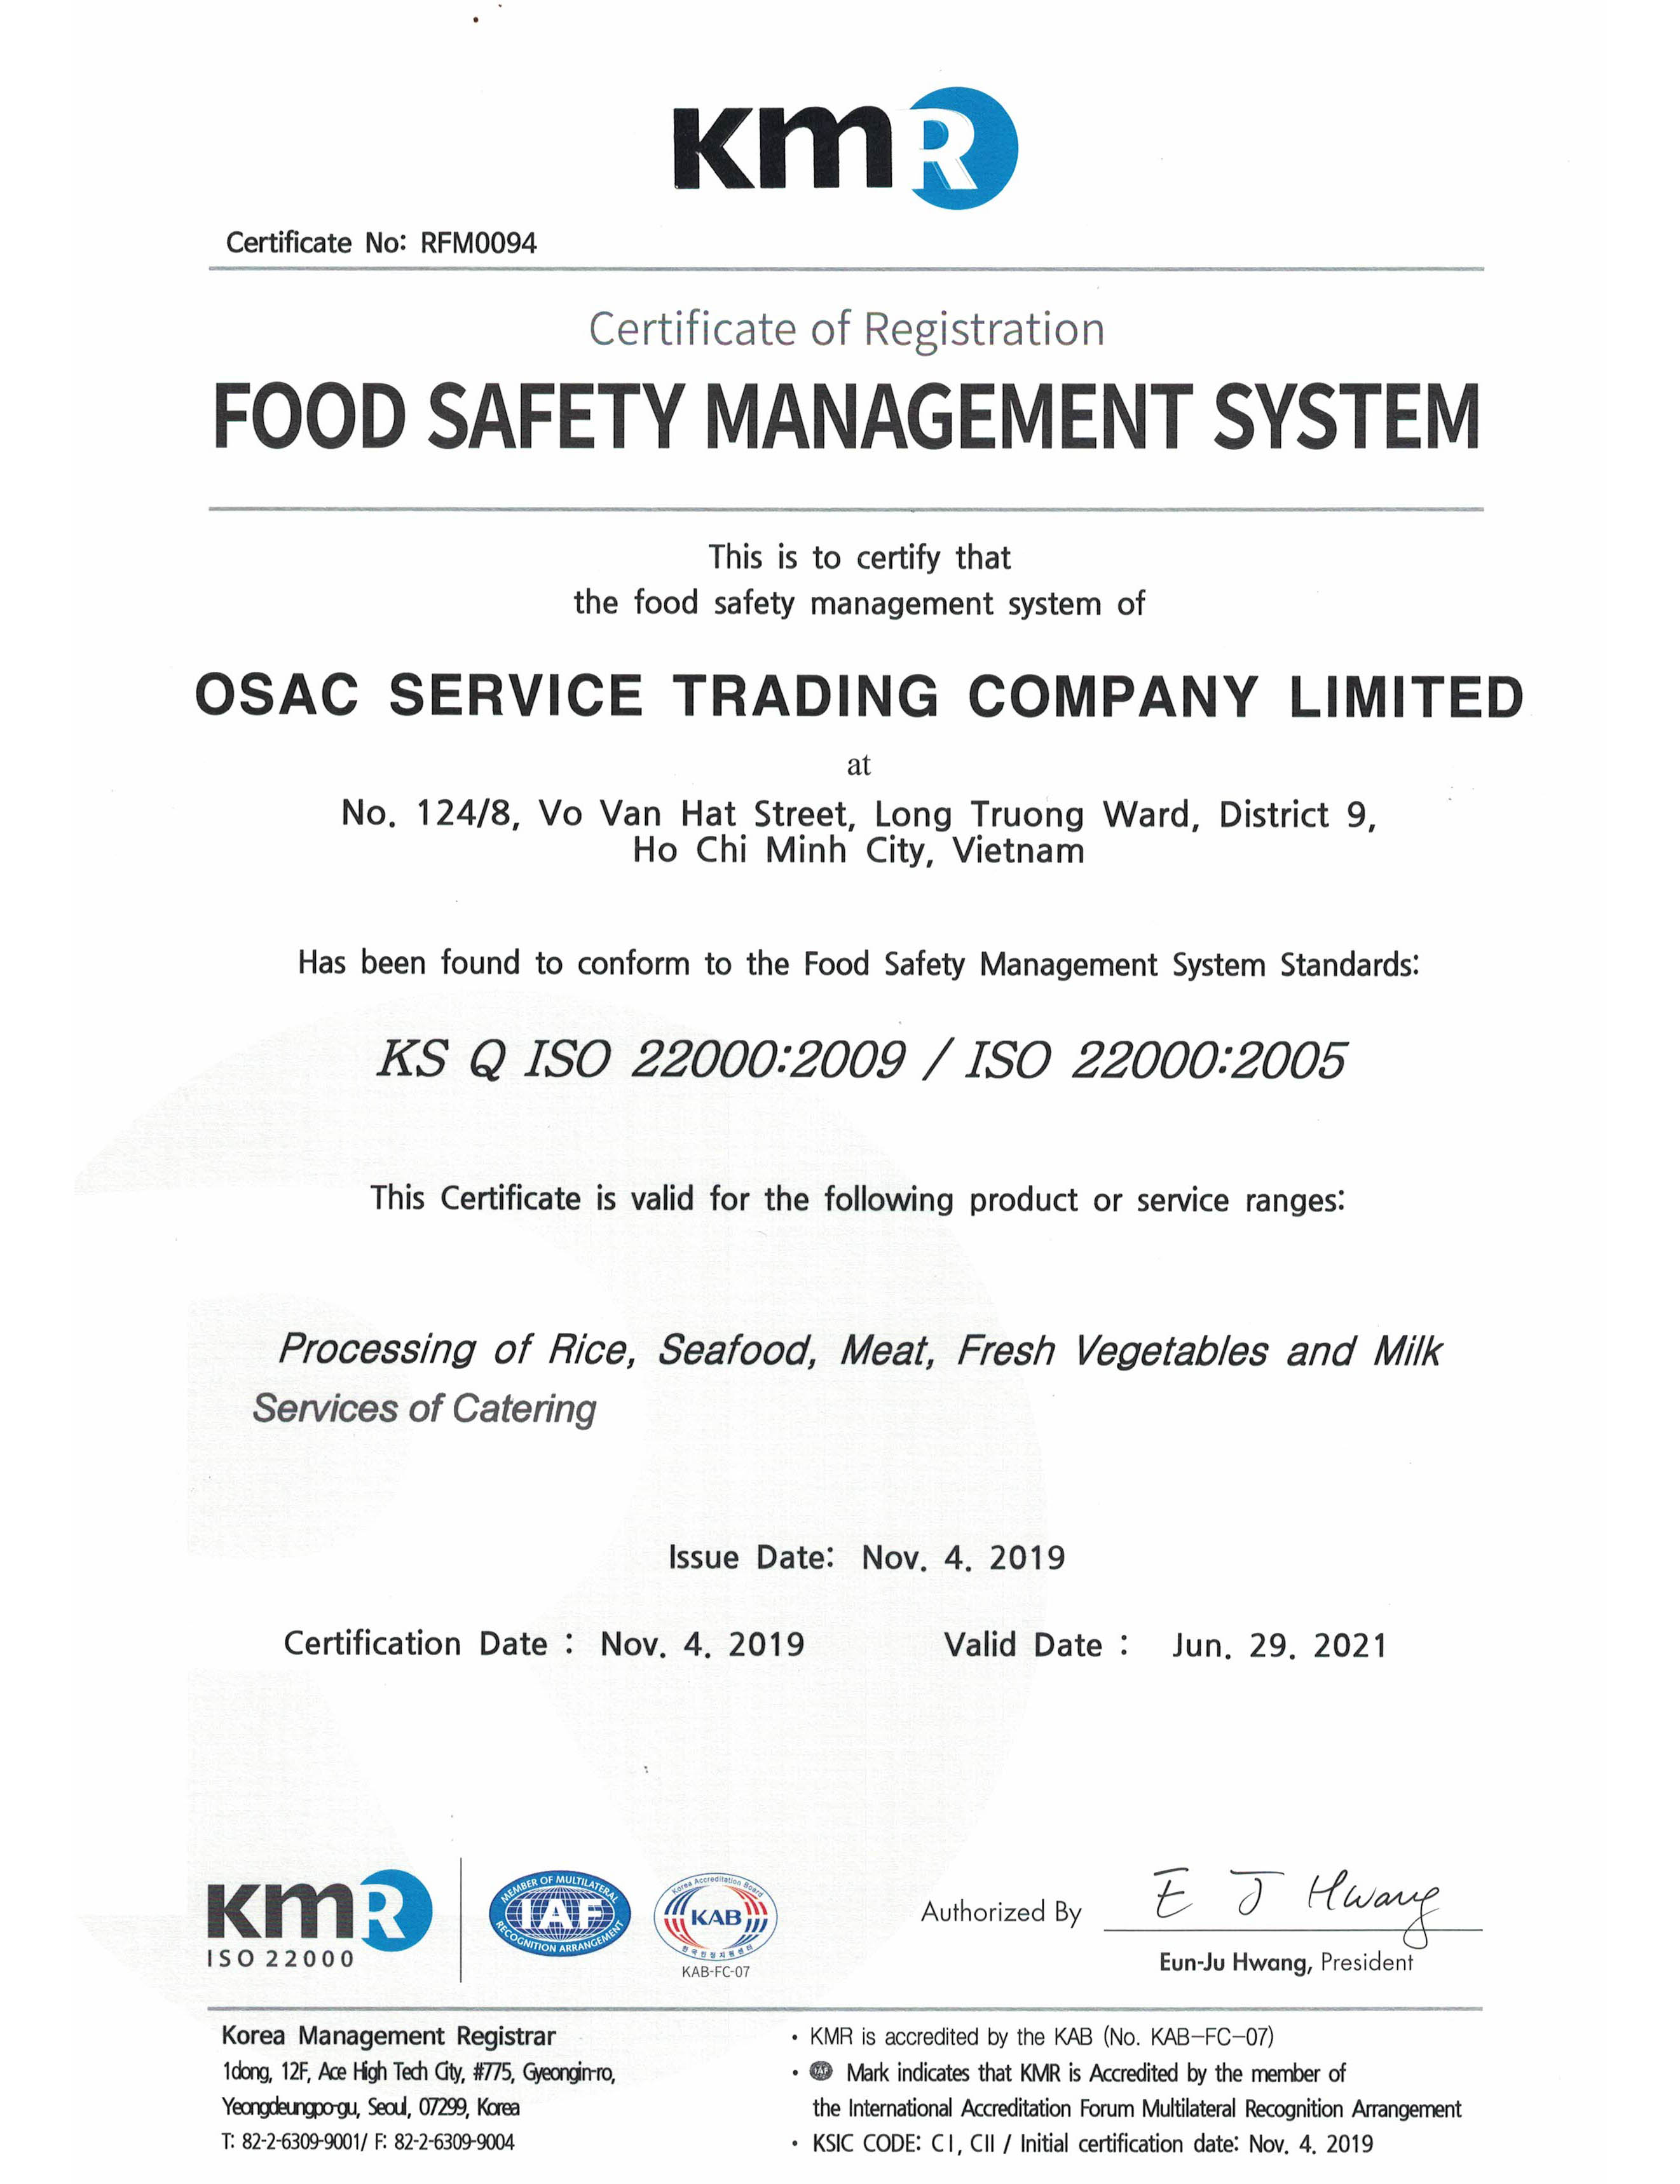 KMR
Certificate No: RFM0094
Certificate of Registration
FOOD SAFETY MANAGEMENT SYSTEM
This is to certify that
the food safety management system of
OSAC SERVICE TRADING COMPANY LIMITED
at
No. 124/8, Vo Van Hat Street, Long Truong Ward, District 9,
Ho Chi Minh City, Vietnam
Has been found to conform to the Food Safety Management System Standards:
KS Q ISO 22000:2009 / ISO 22000:2005
This Certificate is valid for the following product or service ranges:
Processing of Rice, Seafood, Meat, Fresh Vegetables and Milk
Services of Catering
Issue Date: Nov. 4. 2019
Certification Date : Nov. 4. 2019 Valid Date : Jun. 29. 2021
KMR
ISO 22000
MEMBER OF MULTILATERAL
IAF
RECOGNITION ARRANGEMENT
Korea Accreditation Board
KAB
한국인정지원센터
KAB-FC-07
Authorized By E J Hwang
Eun-Ju Hwang, President
Korea Management Registrar
1dong, 12F, Ace High Tech City, #775, Gyeongin-ro,
Yeongdeungpo-gu, Seoul, 07299, Korea
T: 82-2-6309-9001/ F: 82-2-6309-9004
• KMR is accredited by the KAB (No. KAB-FC-07)
• IAF Mark indicates that KMR is Accredited by the member of
the International Accreditation Forum Multilateral Recognition Arrangement
• KSIC CODE: CI, CII / Initial certification date: Nov. 4. 2019